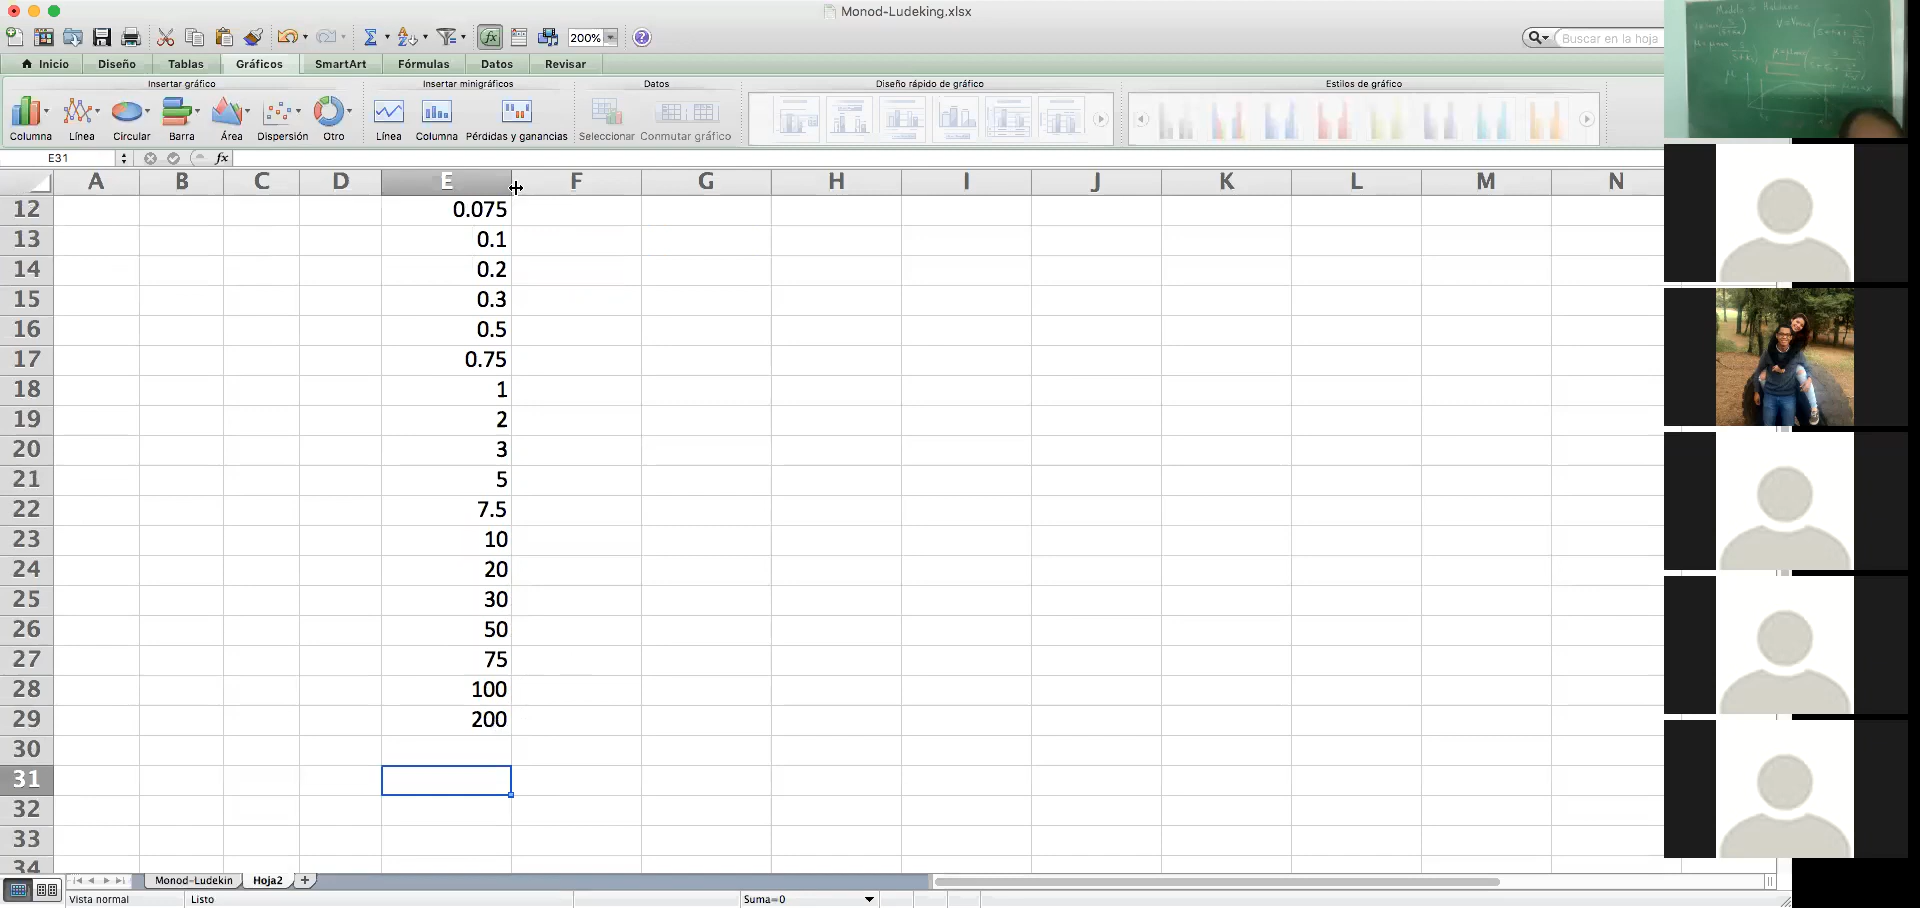 Monod-Ludeking.xlsx
200%
Buscar en la hoja
Inicio Diseño Tablas Gráficos SmartArt Fórmulas Datos Revisar
Insertar gráfico Insertar minigráficos Datos Diseño rápido de gráfico Estilos de gráfico
Columna Línea Circular Barra Área Dispersión Otro Línea Columna Pérdidas y ganancias Seleccionar Conmutar gráfico
E31 fx
A B C D E F G H I J K L M N
12 0.075
13 0.1
14 0.2
15 0.3
16 0.5
17 0.75
18 1
19 2
20 3
21 5
22 7.5
23 10
24 20
25 30
26 50
27 75
28 100
29 200
30
31
32
33
34
Monod-Ludekin Hoja2
Vista normal Listo Suma=0